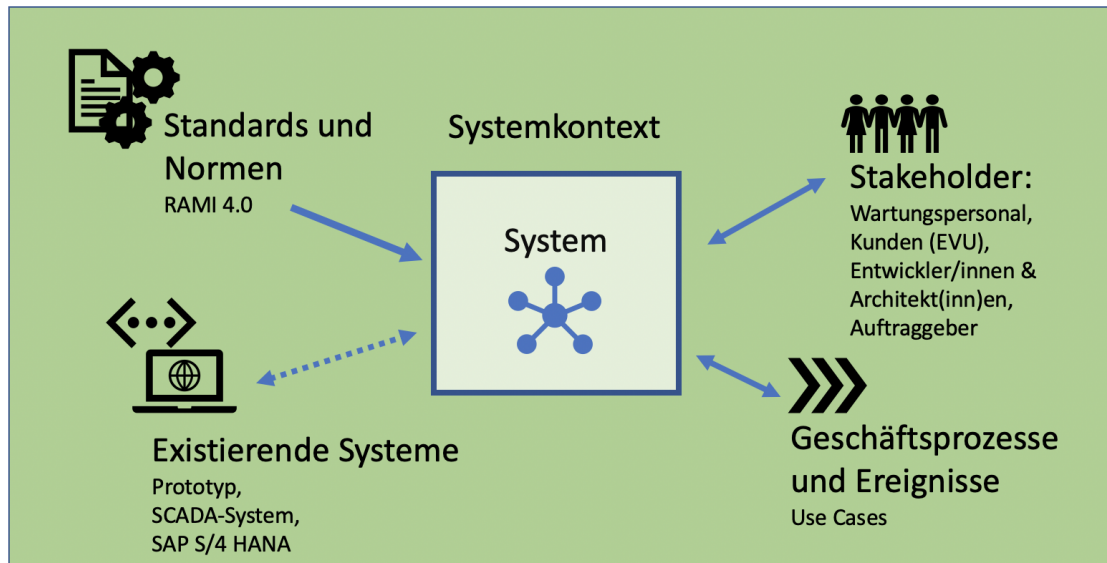 Standards und
Normen
RAMI 4.0
Systemkontext
System
Stakeholder:
Wartungspersonal,
Kunden (EVU),
Entwickler/innen &
Architekt(inn)en,
Auftraggeber
Existierende Systeme
Prototyp,
SCADA-System,
SAP S/4 HANA
Geschäftsprozesse
und Ereignisse
Use Cases